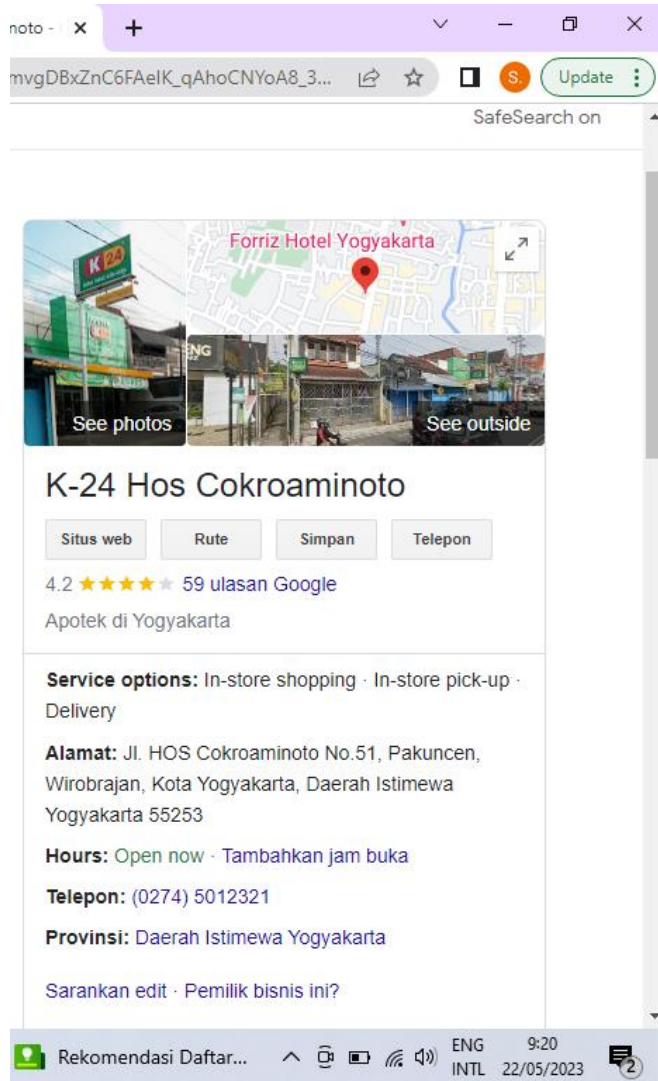 noto -
mvgDBxZnC6FAeIK_qAhoCNYoA8_3...
S.
Update
SafeSearch on
K 24
Forriz Hotel Yogyakarta
NG
See photos
See outside
K-24 Hos Cokroaminoto
Situs web
Rute
Simpan
Telepon
4.2
59 ulasan Google
Apotek di Yogyakarta
Service options: In-store shopping · In-store pick-up ·
Delivery
Alamat: Jl. HOS Cokroaminoto No.51, Pakuncen,
Wirobrajan, Kota Yogyakarta, Daerah Istimewa
Yogyakarta 55253
Hours: Open now · Tambahkan jam buka
Telepon: (0274) 5012321
Provinsi: Daerah Istimewa Yogyakarta
Sarankan edit · Pemilik bisnis ini?
Rekomendasi Daftar...
ENG
INTL
9:20
22/05/2023
2